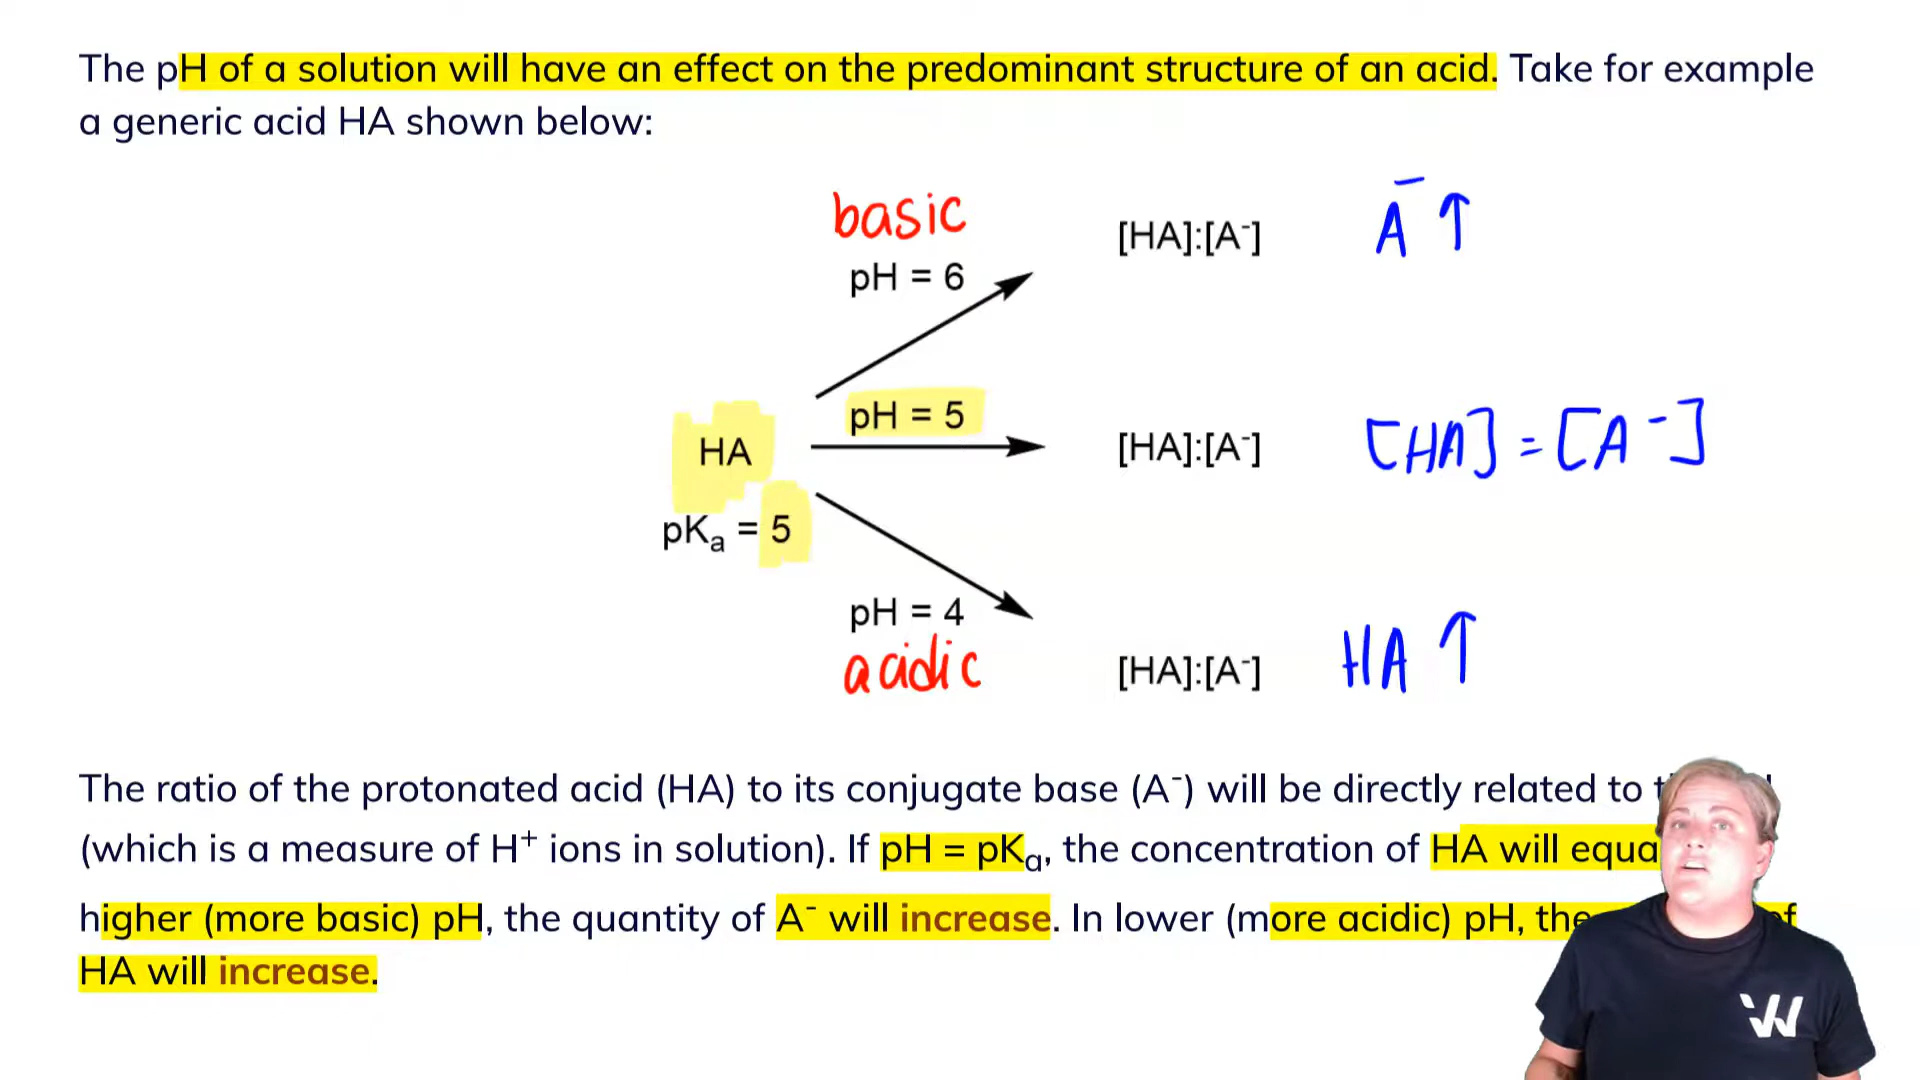 The pH of a solution will have an effect on the predominant structure of an acid. Take for example
a generic acid HA shown below:
basic
pH = 6
[HA]:[A⁻]
A⁻ ↑
HA
pKₐ = 5
pH = 5
[HA]:[A⁻]
[HA] = [A⁻]
pH = 4
acidic
[HA]:[A⁻]
HA ↑
The ratio of the protonated acid (HA) to its conjugate base (A⁻) will be directly related to
(which is a measure of H⁺ ions in solution). If pH = pKₐ, the concentration of HA will
higher (more basic) pH, the quantity of A⁻ will increase. In lower (more acidic) pH, the of
HA will increase.